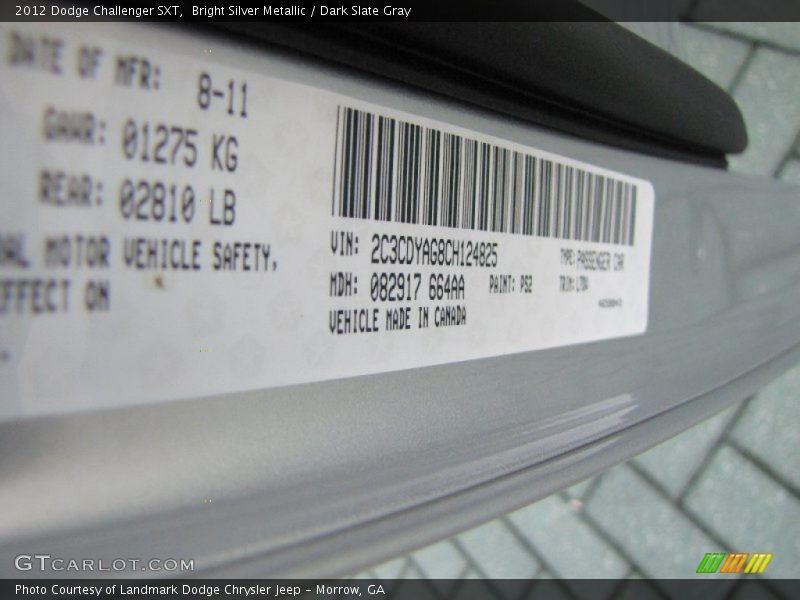 2012 Dodge Challenger SXT,  Bright Silver Metallic / Dark Slate Gray
DATE OF MFR: 8-11
GAWR: 01275 KG
REAR: 02810 LB
MOTOR VEHICLE SAFETY,
EFFECT ON
VIN: 2C3CDYAG8CH124825
TYPE: PASSENGER CAR
MDH: 082917 664AA
PAINT: PS2
TRIM:
VEHICLE MADE IN CANADA
GTCARLOT.COM
Photo Courtesy of Landmark Dodge Chrysler Jeep – Morrow, GA